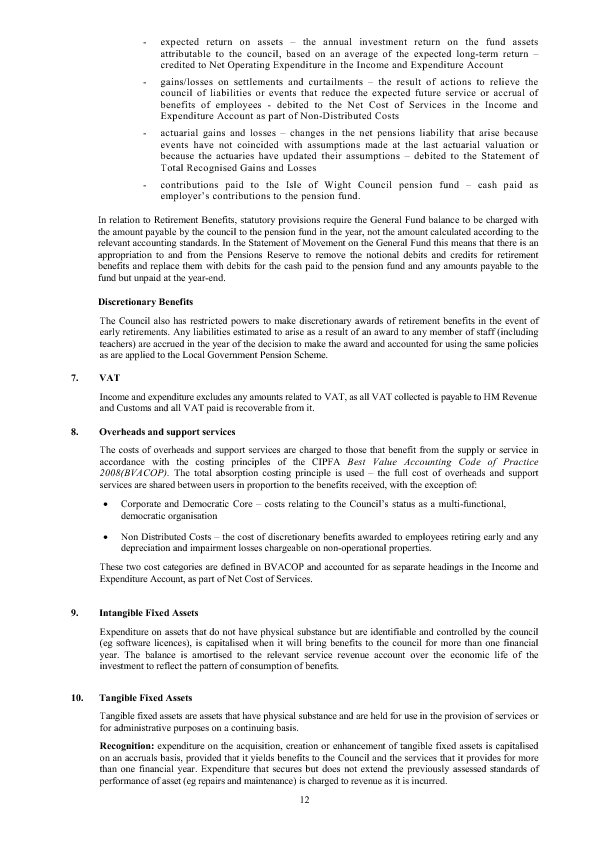 - expected return on assets – the annual investment return on the fund assets
attributable to the council, based on an average of the expected long-term return –
credited to Net Operating Expenditure in the Income and Expenditure Account
- gains/losses on settlements and curtailments – the result of actions to relieve the
council of liabilities or events that reduce the expected future service or accrual of
benefits of employees - debited to the Net Cost of Services in the Income and
Expenditure Account as part of Non-Distributed Costs
- actuarial gains and losses – changes in the net pensions liability that arise because
events have not coincided with assumptions made at the last actuarial valuation or
because the actuaries have updated their assumptions – debited to the Statement of
Total Recognised Gains and Losses
- contributions paid to the Isle of Wight Council pension fund – cash paid as
employer's contributions to the pension fund.
In relation to Retirement Benefits, statutory provisions require the General Fund balance to be charged with
the amount payable by the council to the pension fund in the year, not the amount calculated according to the
relevant accounting standards. In the Statement of Movement on the General Fund this means that there is an
appropriation to and from the Pensions Reserve to remove the notional debits and credits for retirement
benefits and replace them with debits for the cash paid to the pension fund and any amounts payable to the
fund but unpaid at the year-end.
Discretionary Benefits
The Council also has restricted powers to make discretionary awards of retirement benefits in the event of
early retirements. Any liabilities estimated to arise as a result of an award to any member of staff (including
teachers) are accrued in the year of the decision to make the award and accounted for using the same policies
as are applied to the Local Government Pension Scheme.
7. VAT
Income and expenditure excludes any amounts related to VAT, as all VAT collected is payable to HM Revenue
and Customs and all VAT paid is recoverable from it.
8. Overheads and support services
The costs of overheads and support services are charged to those that benefit from the supply or service in
accordance with the costing principles of the CIPFA Best Value Accounting Code of Practice
2008(BVACOP). The total absorption costing principle is used – the full cost of overheads and support
services are shared between users in proportion to the benefits received, with the exception of:
• Corporate and Democratic Core – costs relating to the Council's status as a multi-functional,
democratic organisation
• Non Distributed Costs – the cost of discretionary benefits awarded to employees retiring early and any
depreciation and impairment losses chargeable on non-operational properties.
These two cost categories are defined in BVACOP and accounted for as separate headings in the Income and
Expenditure Account, as part of Net Cost of Services.
9. Intangible Fixed Assets
Expenditure on assets that do not have physical substance but are identifiable and controlled by the council
(eg software licences), is capitalised when it will bring benefits to the council for more than one financial
year. The balance is amortised to the relevant service revenue account over the economic life of the
investment to reflect the pattern of consumption of benefits.
10. Tangible Fixed Assets
Tangible fixed assets are assets that have physical substance and are held for use in the provision of services or
for administrative purposes on a continuing basis.
Recognition: expenditure on the acquisition, creation or enhancement of tangible fixed assets is capitalised
on an accruals basis, provided that it yields benefits to the Council and the services that it provides for more
than one financial year. Expenditure that secures but does not extend the previously assessed standards of
performance of asset (eg repairs and maintenance) is charged to revenue as it is incurred.
12